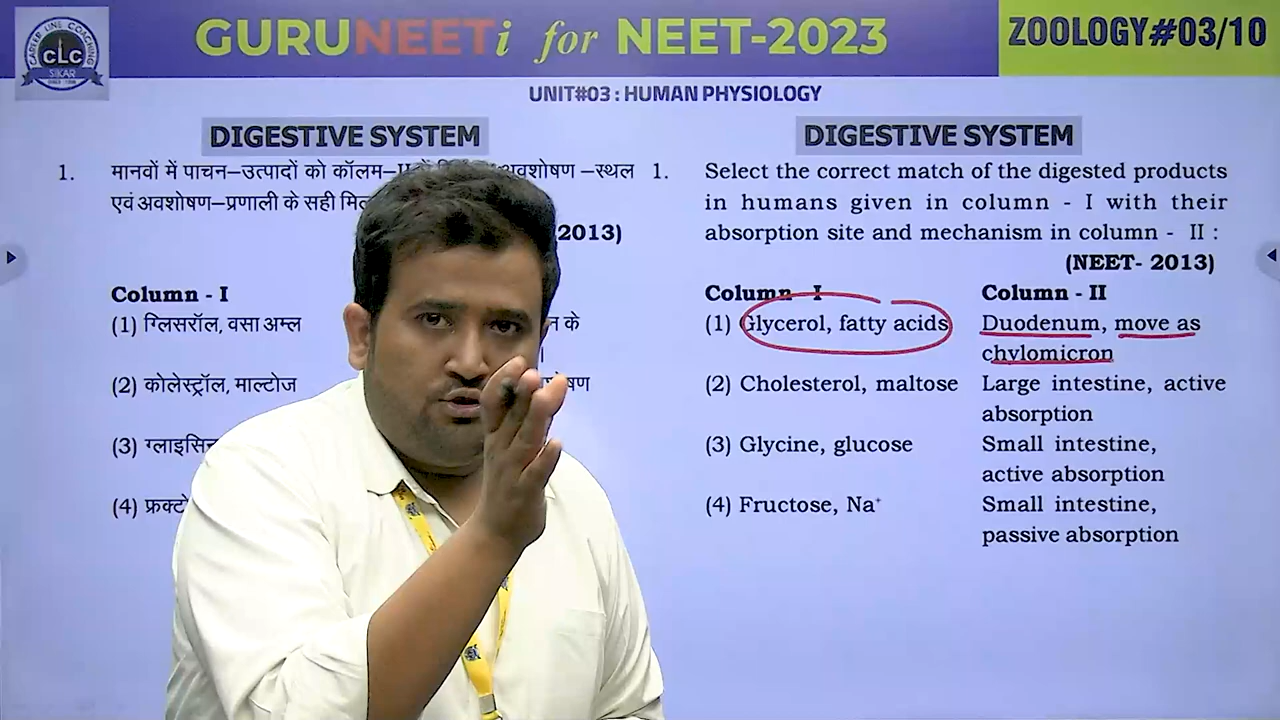 CAREER LINE COACHING
CLC
SIKAR
GURUNEETi for NEET-2023
ZOOLOGY#03/10
UNIT#03 : HUMAN PHYSIOLOGY
DIGESTIVE SYSTEM
1. मानवों में पाचन–उत्पादों को कॉलम–II में अवशोषण –स्थल
एवं अवशोषण–प्रणाली के सही
2013)
Column - I
(1) ग्लिसरॉल, वसा अम्ल
के
(2) कोलेस्ट्रॉल, माल्टोज
(3)
(4)
DIGESTIVE SYSTEM
1. Select the correct match of the digested products
in humans given in column - I with their
absorption site and mechanism in column - II :
(NEET- 2013)
Column - I Column - II
(1) Glycerol, fatty acids Duodenum, move as
chylomicron
(2) Cholesterol, maltose Large intestine, active
absorption
(3) Glycine, glucose Small intestine,
active absorption
(4) Fructose, Na⁺ Small intestine,
passive absorption